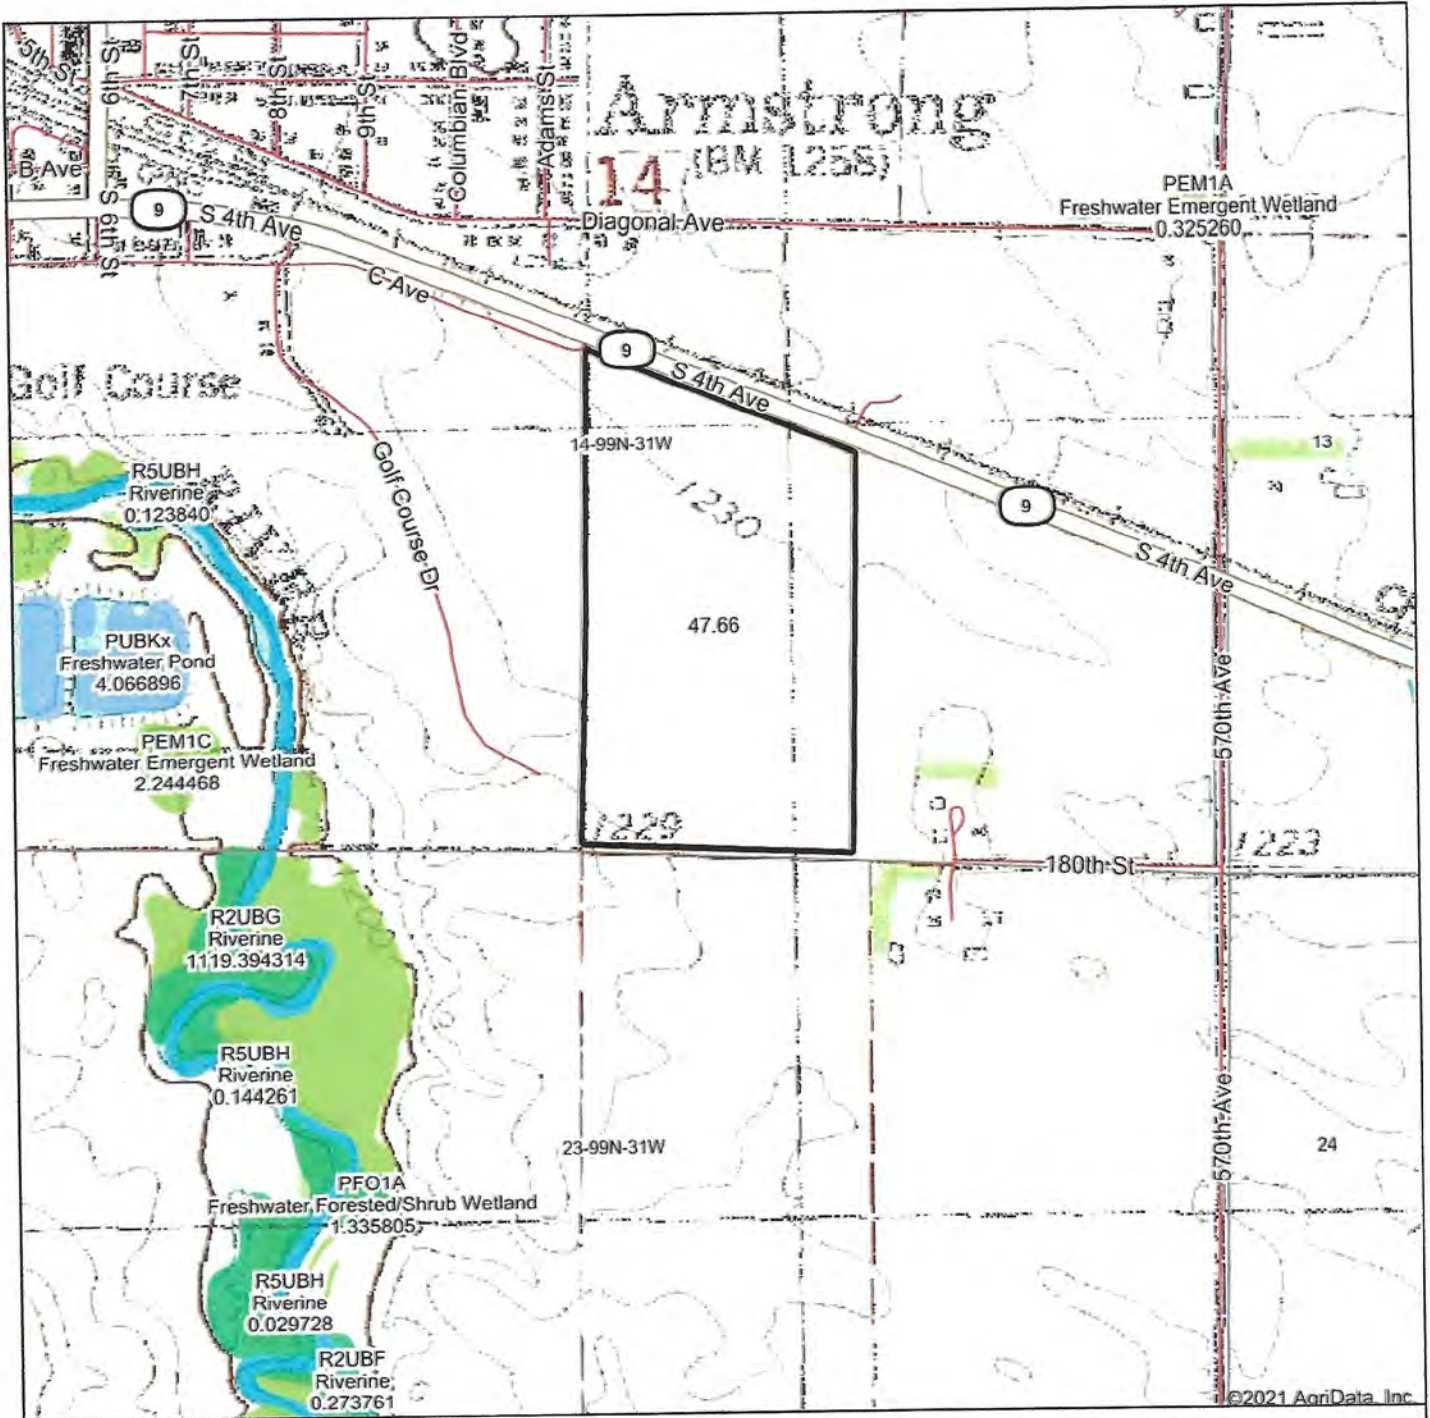 5th St
6th St
7th St
8th St
9th St
Columbian Blvd
Adams St
Armstrong
14
(BM 1258)
B Ave
S 6th St
9
S 4th Ave
Diagonal Ave
PEM1A
Freshwater Emergent Wetland
0.325260
C Ave
9
S 4th Ave
Golf Course
14-99N-31W
13
R5UBH
Riverine
0.123840
Golf Course Dr
1230
9
S 4th Ave
47.66
PUBKx
Freshwater Pond
4.066896
570th Ave
PEM1C
Freshwater Emergent Wetland
2.244468
1229
1223
180th St
R2UBG
Riverine
1119.394314
R5UBH
Riverine
0.144261
570th Ave
23-99N-31W
24
PFO1A
Freshwater Forested/Shrub Wetland
1.335805
R5UBH
Riverine
0.029728
R2UBF
Riverine
0.273761
©2021 AgriData, Inc.